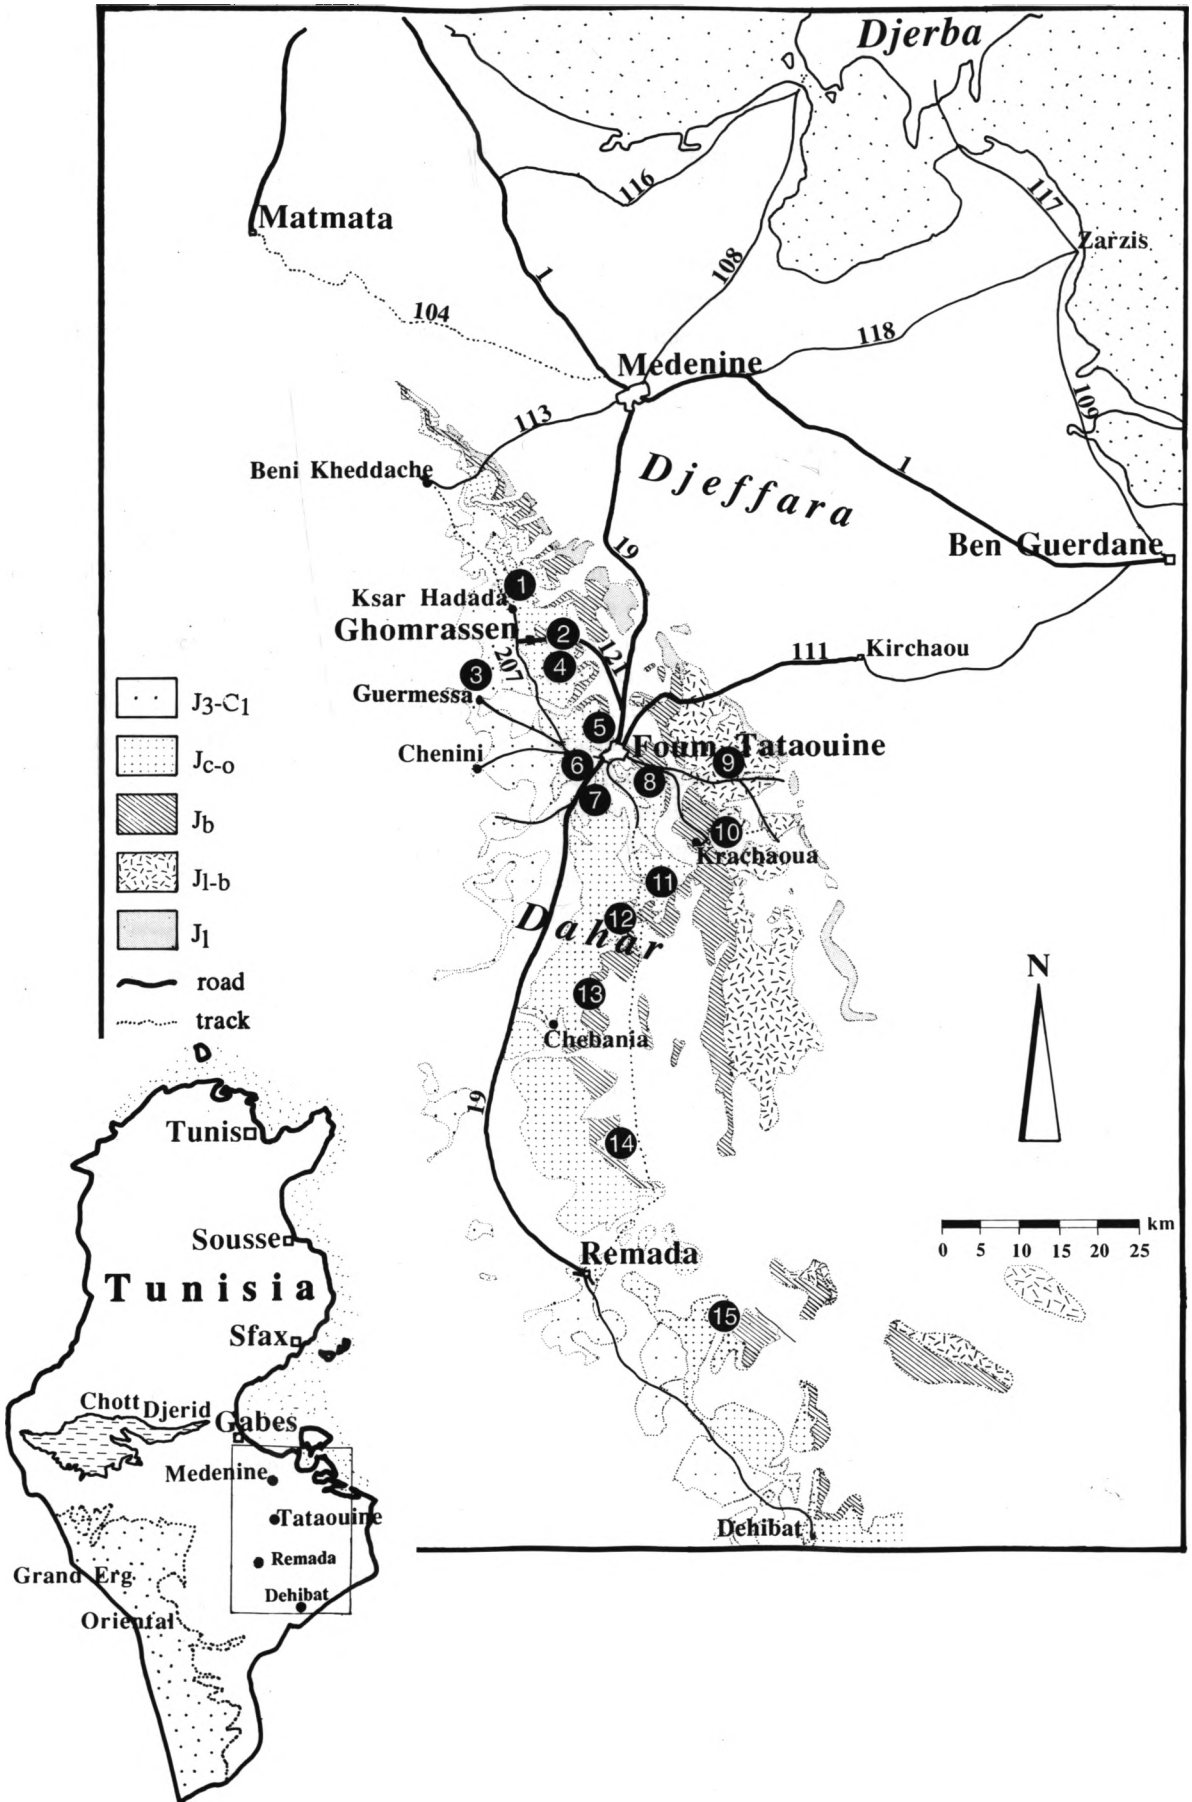 Djerba
116
117
Matmata
Zarzis
108
1
104
118
Medenine
109
113
Beni Kheddache
Djeffara
1
19
Ben Guerdane
1
Ksar Hadada
Ghomrassen
2
121
207
111
Kirchaou
3
4
Guermessa
J3-C1
5
Foum Tataouine
Chenini
6
9
Jc-o
8
7
Jb
10
Krachaoua
11
Jl-b
12
Dahar
Jl
road
13
track
Chebania
N
19
Tunis
14
km
0 5 10 15 20 25
Sousse
Remada
Tunisia
15
Sfax
Chott Djerid
Gabes
Medenine
Tataouine
Dehibat
Remada
Grand Erg
Oriental
Dehibat